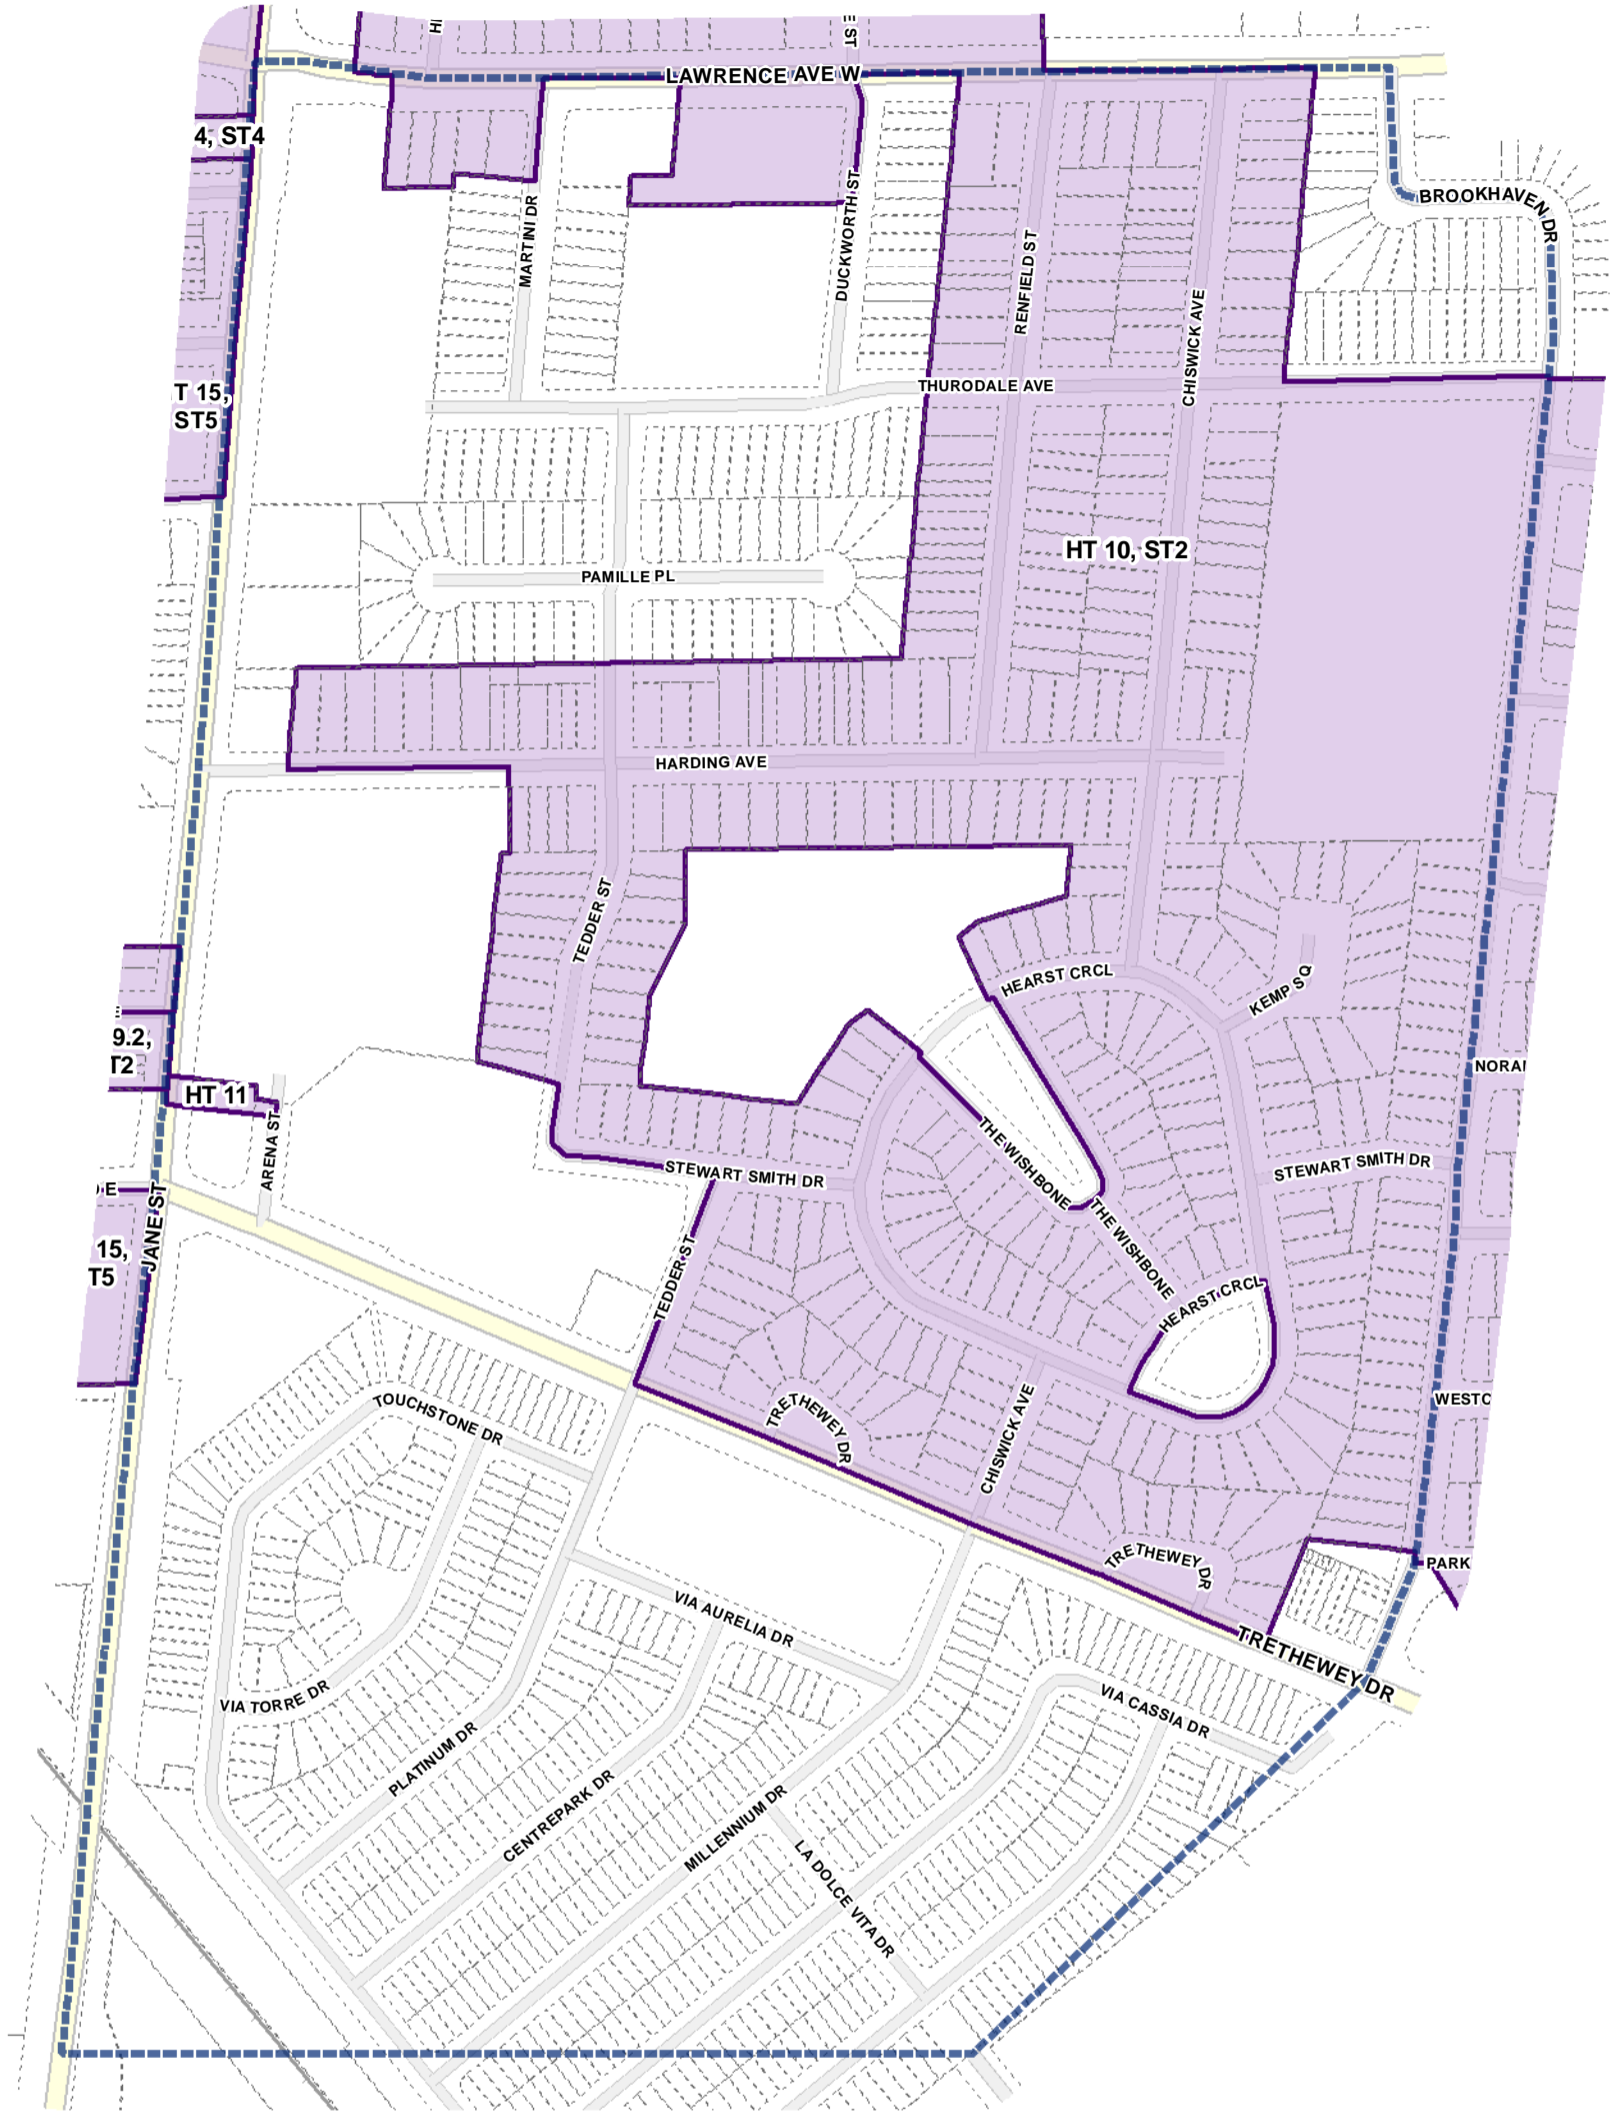 LAWRENCE AVE W
4, ST4
BROOKHAVEN DR
MARTINI DR
DUCKWORTH ST
RENFIELD ST
CHISWICK AVE
THURODALE AVE
T 15,
ST5
HT 10, ST2
PAMILLE PL
HARDING AVE
TEDDER ST
HEARST CRCL
KEMP SQ
9.2,
T2
HT 11
ARENA ST
THE WISHBONE
STEWART SMITH DR
STEWART SMITH DR
E
JANE ST
15,
T5
THE WISHBONE
HEARST CRCL
TEDDER ST
TRETHEWEY DR
CHISWICK AVE
WESTC
TOUCHSTONE DR
TRETHEWEY DR
PARK
VIA AURELIA DR
TRETHEWEY DR
VIA TORRE DR
VIA CASSIA DR
PLATINUM DR
CENTREPARK DR
MILLENNIUM DR
LA DOLCE VITA DR